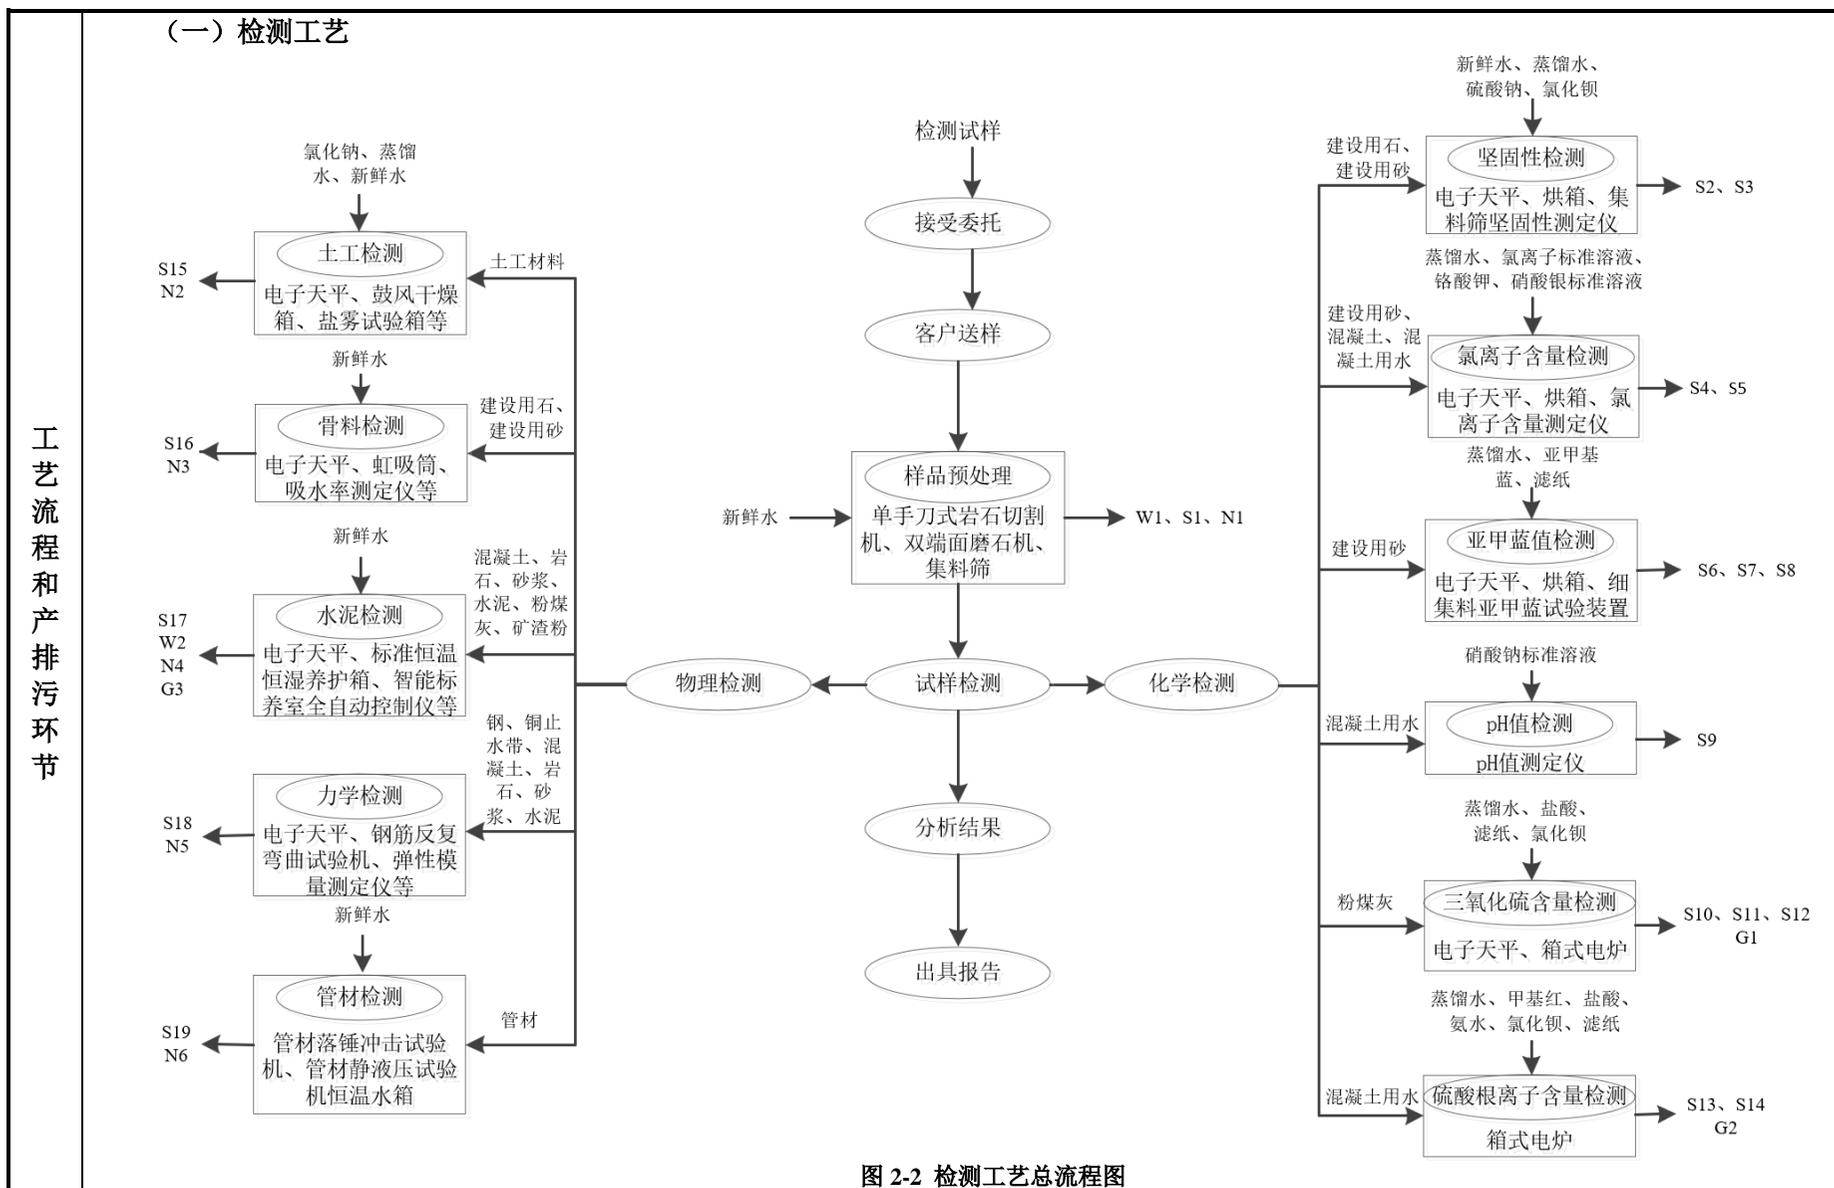 （一）检测工艺
工
艺
流
程
和
产
排
污
环
节
检测试样
接受委托
客户送样
新鲜水
样品预处理
单手刀式岩石切割
机、双端面磨石机、
集料筛
W1、S1、N1
物理检测
试样检测
化学检测
分析结果
出具报告
氯化钠、蒸馏
水、新鲜水
土工检测
电子天平、鼓风干燥
箱、盐雾试验箱等
土工材料
S15
N2
新鲜水
骨料检测
电子天平、虹吸筒、
吸水率测定仪等
建设用石、
建设用砂
S16
N3
新鲜水
水泥检测
电子天平、标准恒温
恒湿养护箱、智能标
养室全自动控制仪等
混凝土、岩
石、砂浆、
水泥、粉煤
灰、矿渣粉
S17
W2
N4
G3
力学检测
电子天平、钢筋反复
弯曲试验机、弹性模
量测定仪等
钢、铜止
水带、混
凝土、岩
石、砂
浆、水泥
S18
N5
新鲜水
管材检测
管材落锤冲击试验
机、管材静液压试验
机恒温水箱
管材
S19
N6
新鲜水、蒸馏水、
硫酸钠、氯化钡
建设用石、
建设用砂
坚固性检测
电子天平、烘箱、集
料筛坚固性测定仪
S2、S3
蒸馏水、氯离子标准溶液、
铬酸钾、硝酸银标准溶液
建设用砂、
混凝土、混
凝土用水
氯离子含量检测
电子天平、烘箱、氯
离子含量测定仪
S4、S5
蒸馏水、亚甲基
蓝、滤纸
建设用砂
亚甲蓝值检测
电子天平、烘箱、细
集料亚甲蓝试验装置
S6、S7、S8
硝酸钠标准溶液
混凝土用水
pH值检测
pH值测定仪
S9
蒸馏水、盐酸、
滤纸、氯化钡
粉煤灰
三氧化硫含量检测
电子天平、箱式电炉
S10、S11、S12
G1
蒸馏水、甲基红、盐酸、
氨水、氯化钡、滤纸
混凝土用水
硫酸根离子含量检测
箱式电炉
S13、S14
G2
图 2-2 检测工艺总流程图